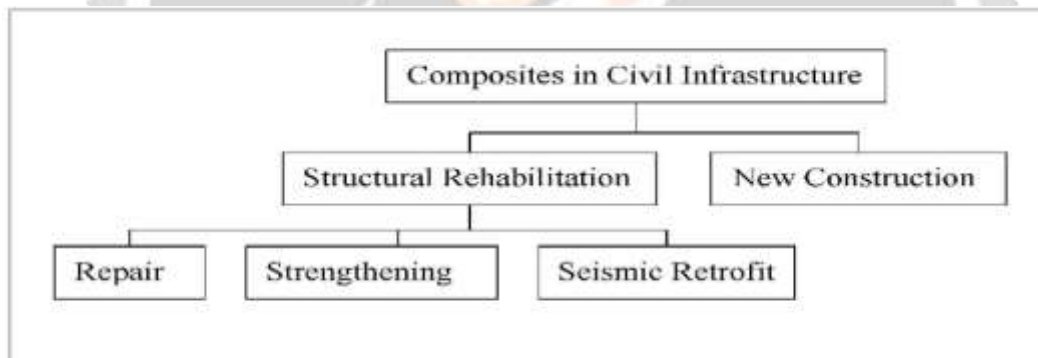 Composites in Civil Infrastructure
Structural Rehabilitation
New Construction
Repair
Strengthening
Seismic Retrofit